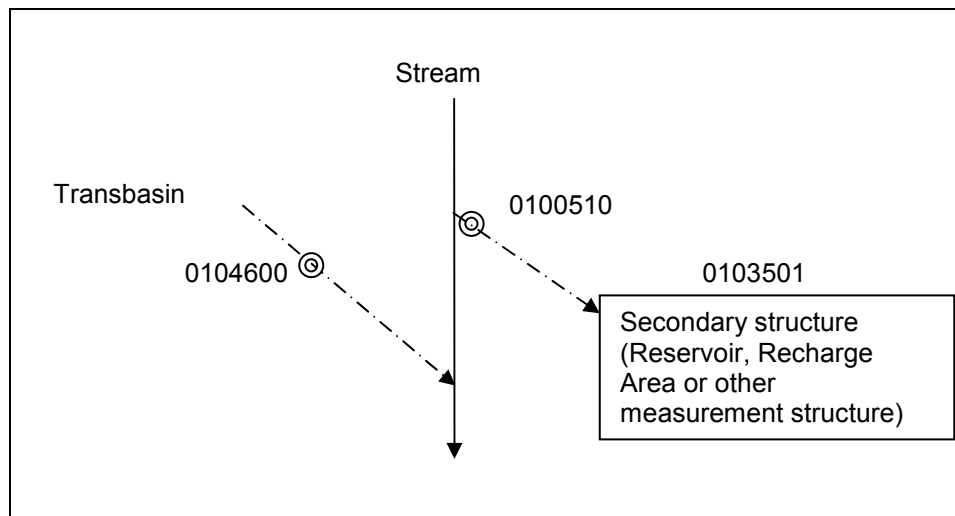 Stream
Transbasin
0100510
0104600
0103501
Secondary structure
(Reservoir, Recharge
Area or other
measurement structure)